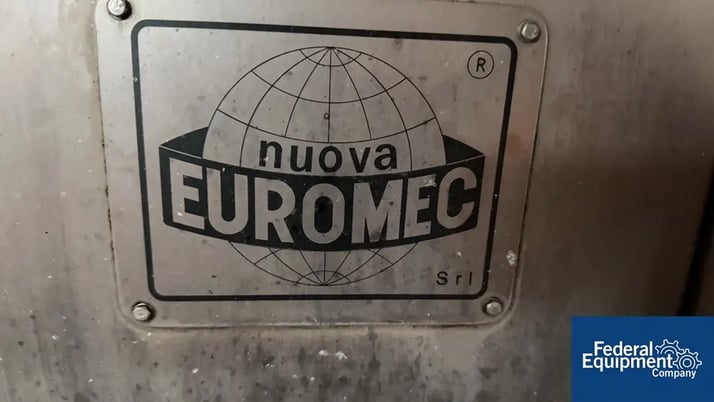 ®
nuova
EUROMEC
Srl
Federal
Equipment
Company